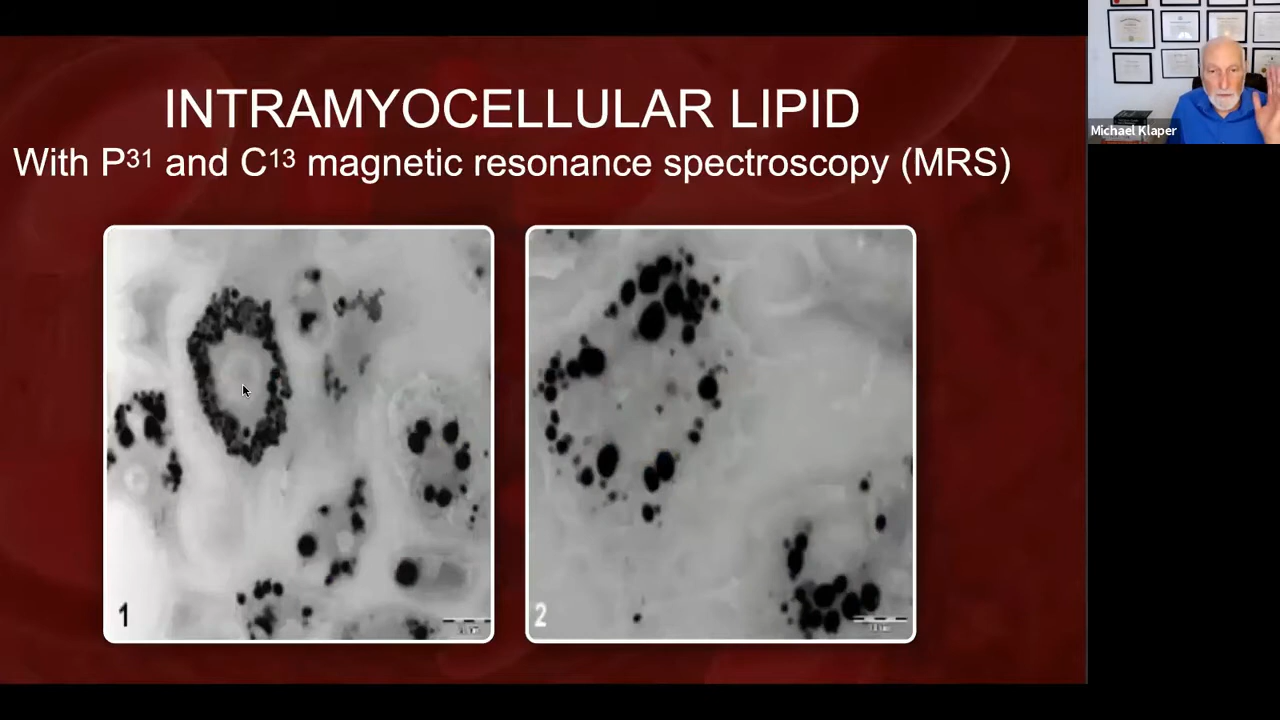 INTRAMYOCELLULAR LIPID
With P31 and C13 magnetic resonance spectroscopy (MRS)
Michael Klaper
1
2